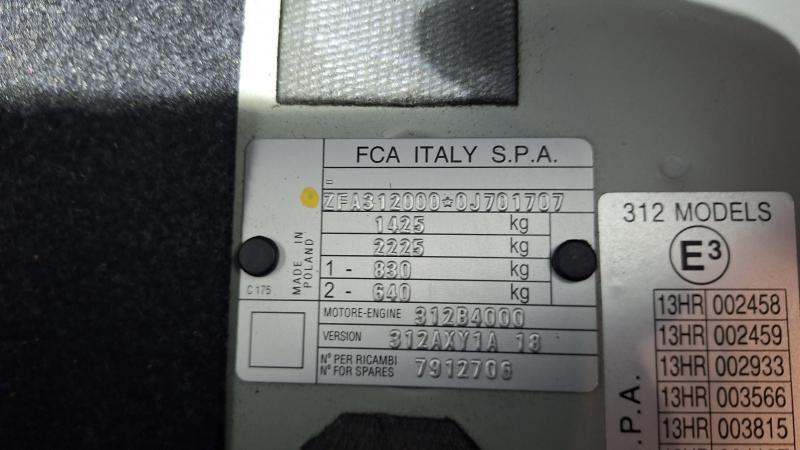 FCA ITALY S.P.A.
=
ZFA312000*0J701707
1425 kg
2225 kg
1 - 830 kg
2 - 640 kg
MOTORE-ENGINE 312B4000
VERSION 312AXY1A 18
N° PER RICAMBI
N° FOR SPARES 7912706
MADE IN
POLAND
C 175
312 MODELS
E3
13HR 002458
13HR 002459
13HR 002933
13HR 003566
13HR 003815
13HR
.P.A.